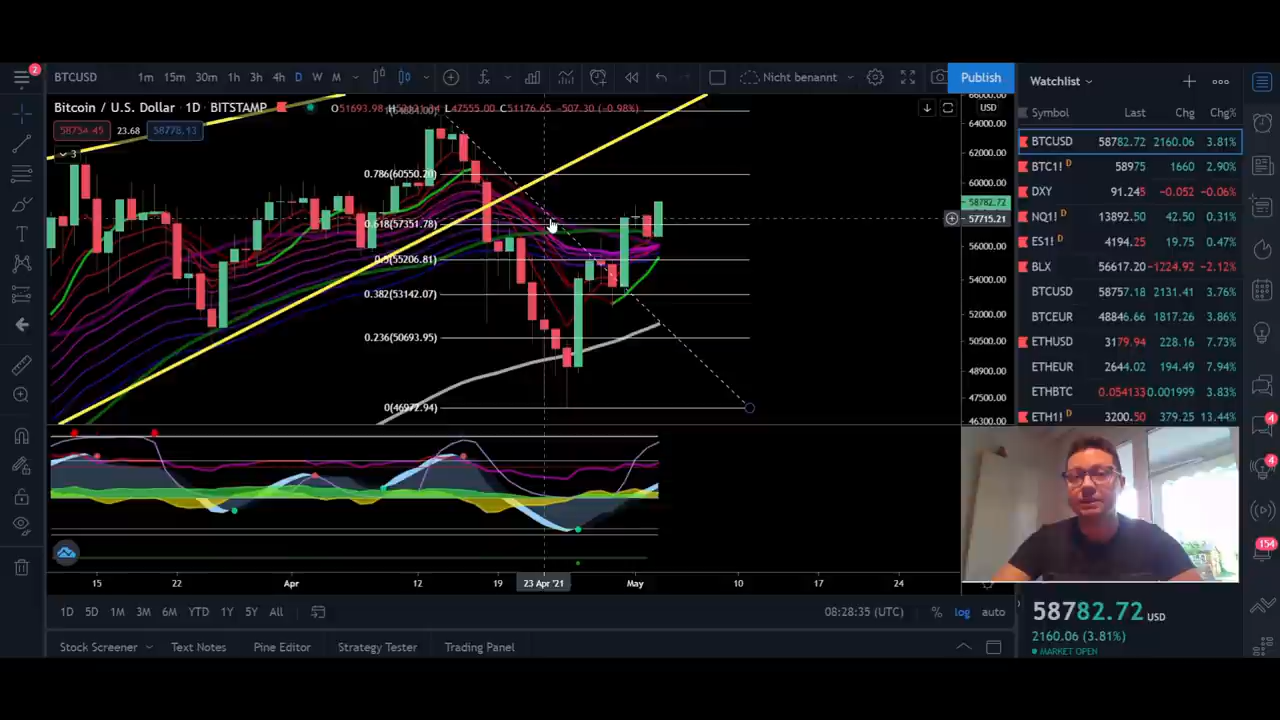 2
BTCUSD
1m 15m 30m 1h 3h 4h D W M
Nicht benannt
Publish
Watchlist
Bitcoin / U.S. Dollar 1D BITSTAMP
L 47555.00 C 51176.65 -507.30 (-0.98%)
USD
58754.45 23.68 58778.13
3
66000.00
64000.00
62000.00
60000.00
58782.72
57715.21
56000.00
54000.00
52000.00
50500.00
48900.00
47500.00
46300.00
0.786(60550.20)
0.618(57351.78)
0.5(55206.81)
0.382(53142.07)
0.236(50693.95)
0(46972.94)
Symbol Last Chg Chg%
BTCUSD 58782.72 2160.06 3.81%
BTC1! D 58975 1660 2.90%
DXY 91.245 -0.052 -0.06%
NQ1! D 13892.50 42.50 0.31%
ES1! D 4194.25 19.75 0.47%
BLX 56617.20 -1224.92 -2.12%
BTCUSD 58757.18 2131.41 3.76%
BTCEUR 48846.66 1817.26 3.86%
ETHUSD 3179.94 228.16 7.73%
ETHEUR 2644.02 194.49 7.94%
ETHBTC 0.054133 0.001999 3.83%
ETH1! D 3200.50 379.25 13.44%
4
4
154
15 22 Apr 12 19 23 Apr '21 May 10 17 24
1D 5D 1M 3M 6M YTD 1Y 5Y All
08:28:35 (UTC) % log auto
58782.72 USD
2160.06 (3.81%)
MARKET OPEN
Stock Screener Text Notes Pine Editor Strategy Tester Trading Panel